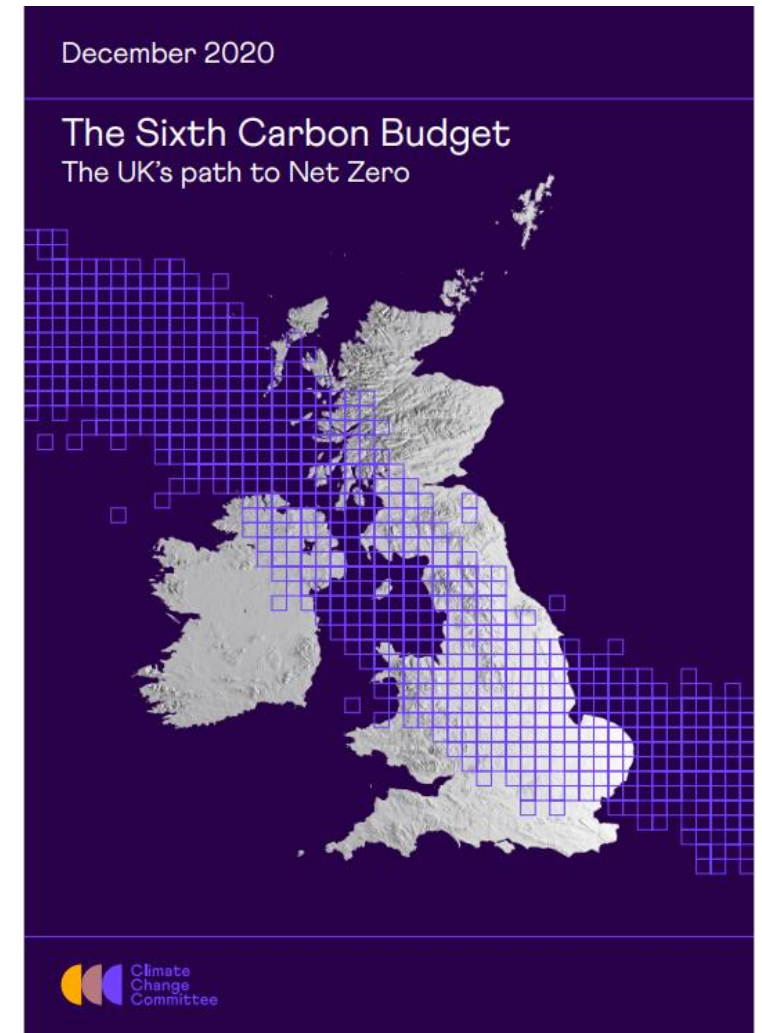 December 2020
The Sixth Carbon Budget
The UK’s path to Net Zero
Climate
Change
Committee